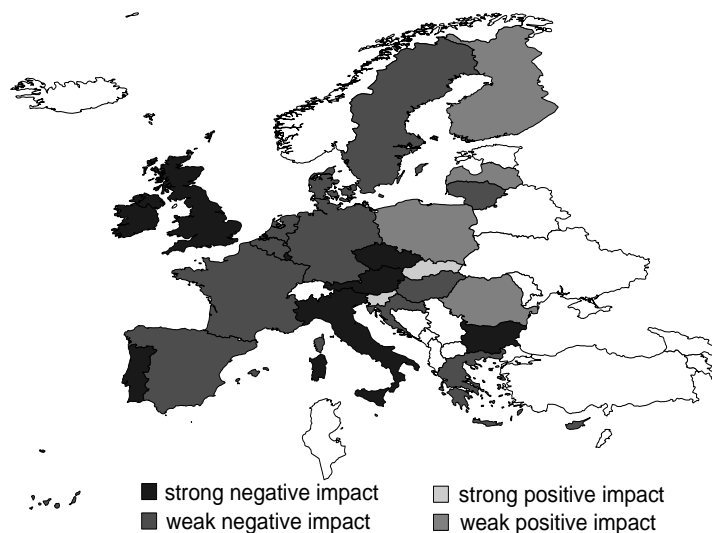 strong negative impact
weak negative impact
strong positive impact
weak positive impact